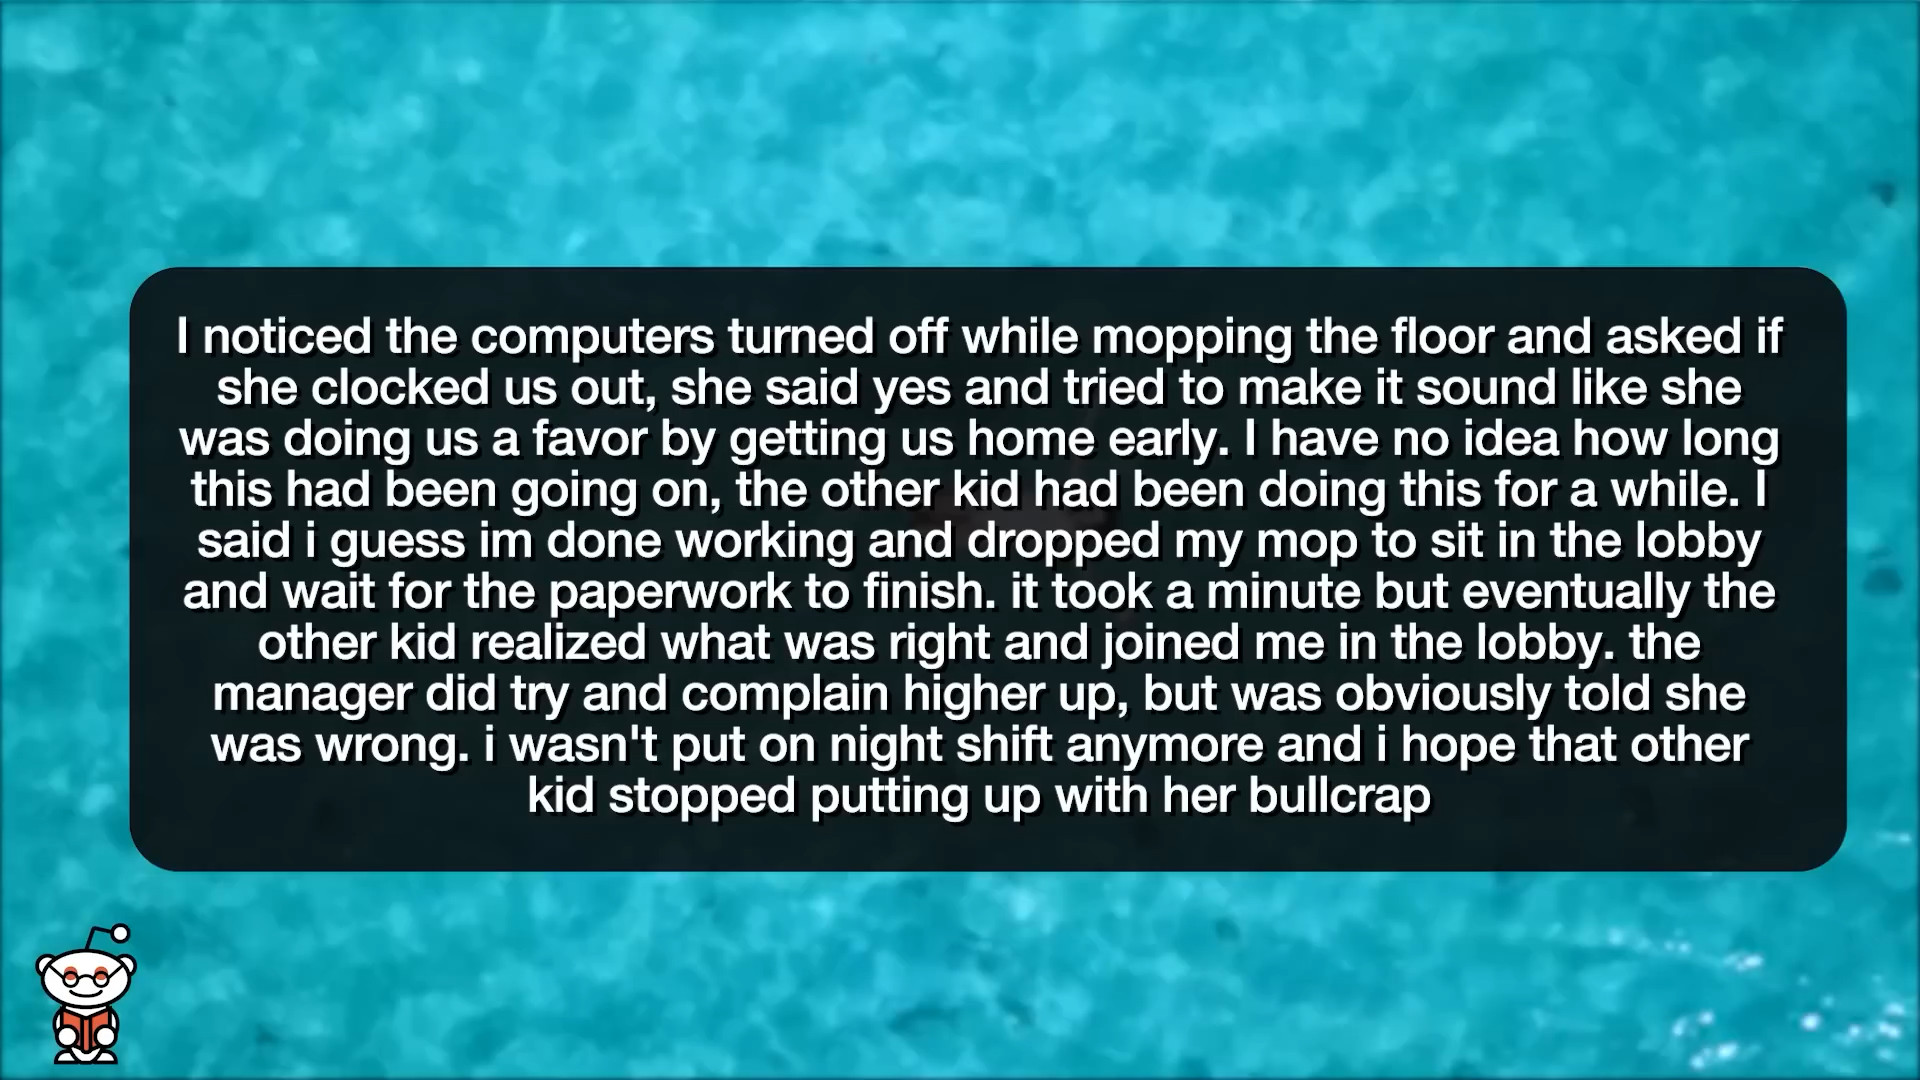 I noticed the computers turned off while mopping the floor and asked if
she clocked us out, she said yes and tried to make it sound like she
was doing us a favor by getting us home early. I have no idea how long
this had been going on, the other kid had been doing this for a while. I
said i guess im done working and dropped my mop to sit in the lobby
and wait for the paperwork to finish. it took a minute but eventually the
other kid realized what was right and joined me in the lobby. the
manager did try and complain higher up, but was obviously told she
was wrong. i wasn't put on night shift anymore and i hope that other
kid stopped putting up with her bullcrap